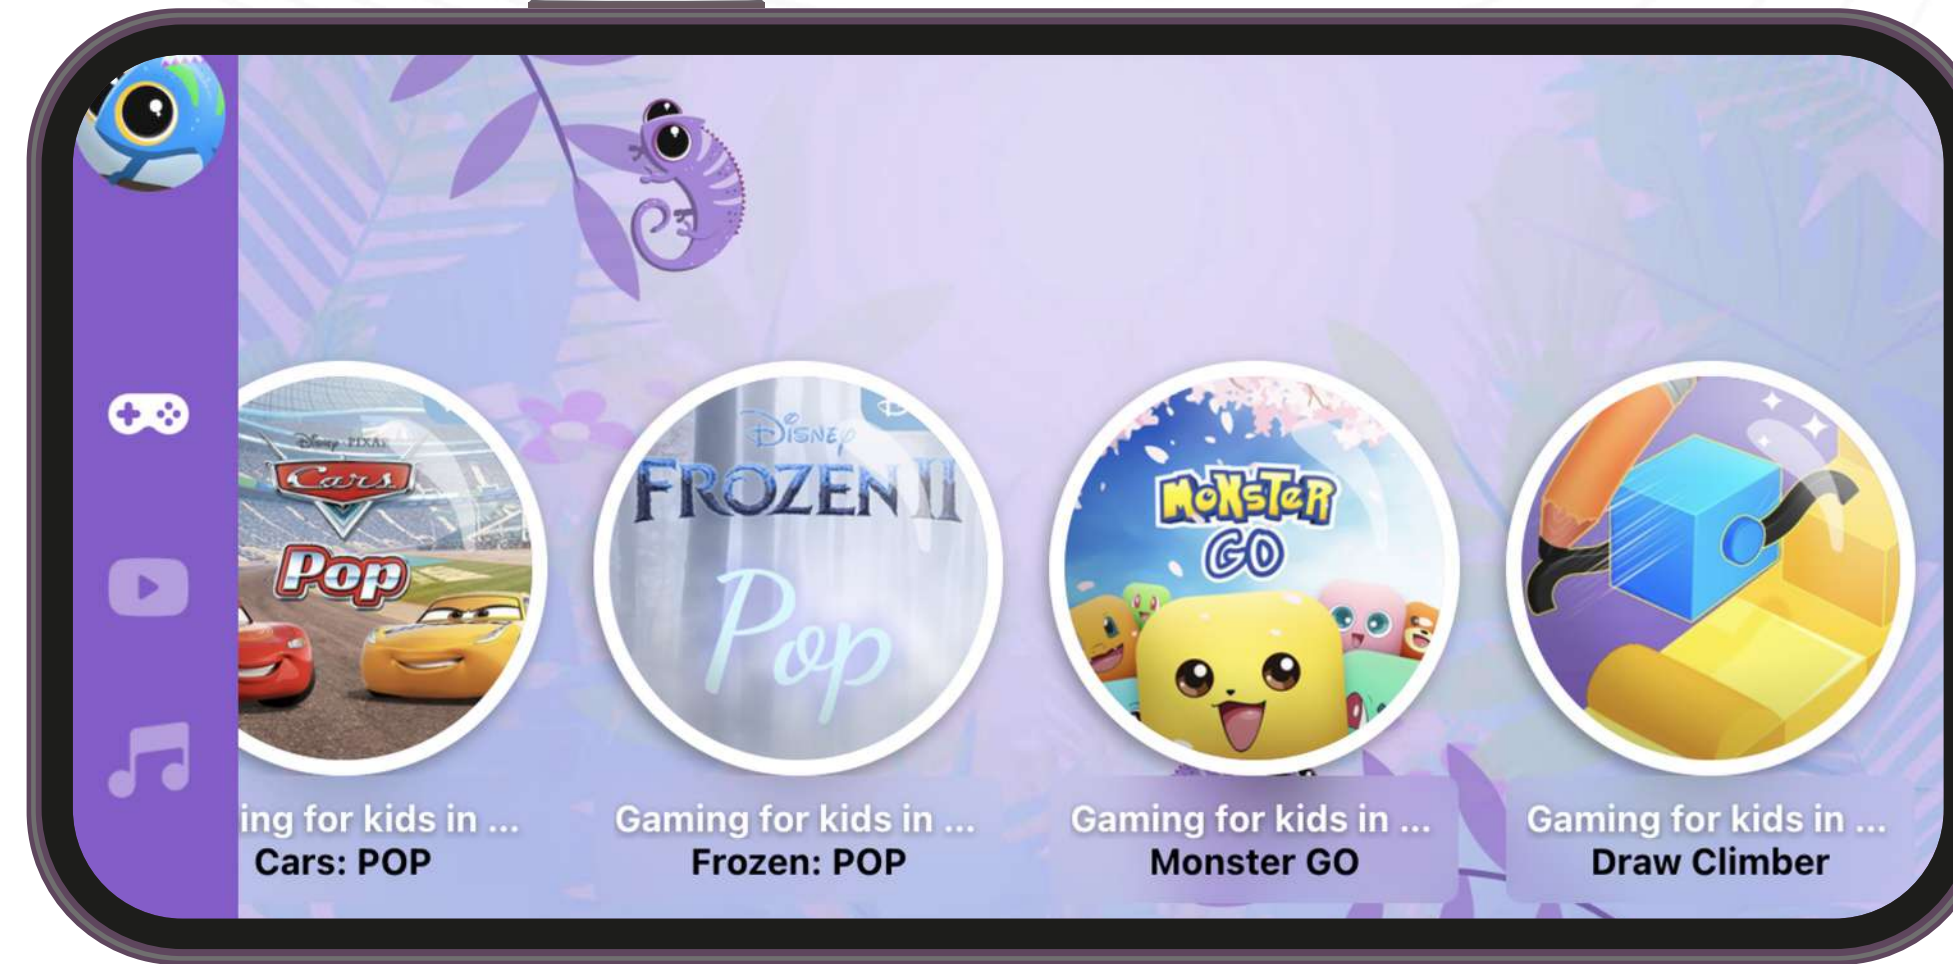 Disney PIXAR
Cars
Pop
DISNEY
FROZEN II
Pop
MONSTER
GO
ing for kids in ...
Cars: POP
Gaming for kids in ...
Frozen: POP
Gaming for kids in ...
Monster GO
Gaming for kids in ...
Draw Climber